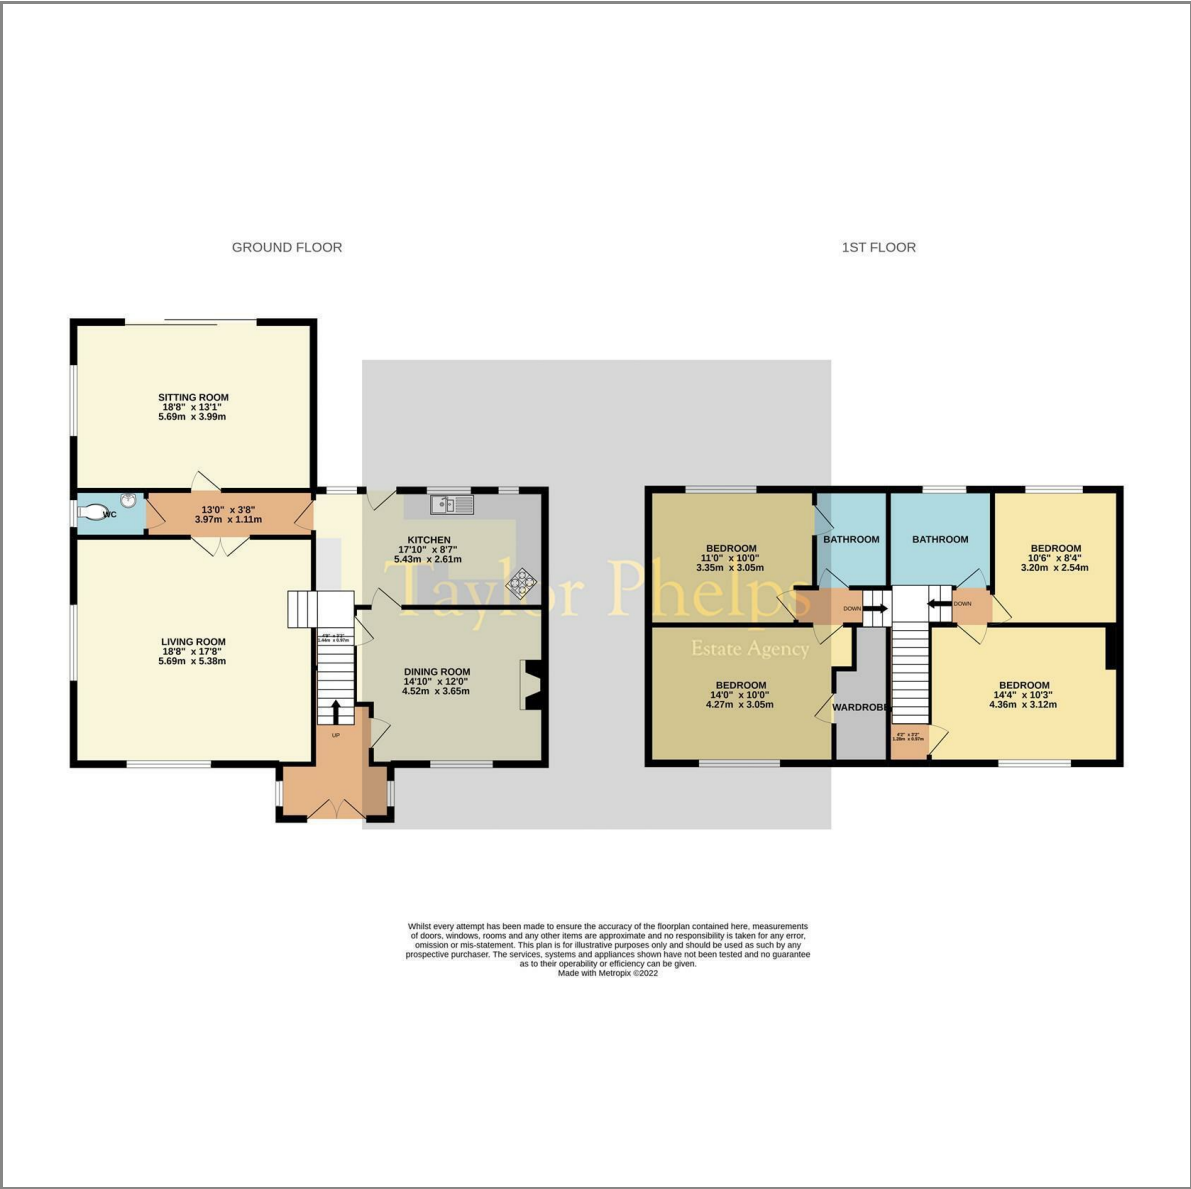 GROUND FLOOR
1ST FLOOR
SITTING ROOM
18'8" x 13'1"
5.69m x 3.99m
WC
13'0" x 3'8"
3.97m x 1.11m
KITCHEN
17'10" x 8'7"
5.43m x 2.61m
LIVING ROOM
18'8" x 17'8"
5.69m x 5.38m
DINING ROOM
14'10" x 12'0"
4.52m x 3.65m
UP
Taylor Phelps
Estate Agency
BEDROOM
11'0" x 10'0"
3.35m x 3.05m
BATHROOM
BATHROOM
BEDROOM
10'6" x 8'4"
3.20m x 2.54m
DOWN
DOWN
BEDROOM
14'0" x 10'0"
4.27m x 3.05m
WARDROBE
BEDROOM
14'4" x 10'3"
4.36m x 3.12m
Whilst every attempt has been made to ensure the accuracy of the floorplan contained here, measurements
of doors, windows, rooms and any other items are approximate and no responsibility is taken for any error,
omission or mis-statement. This plan is for illustrative purposes only and should be used as such by any
prospective purchaser. The services, systems and appliances shown have not been tested and no guarantee
as to their operability or efficiency can be given.
Made with Metropix ©2022